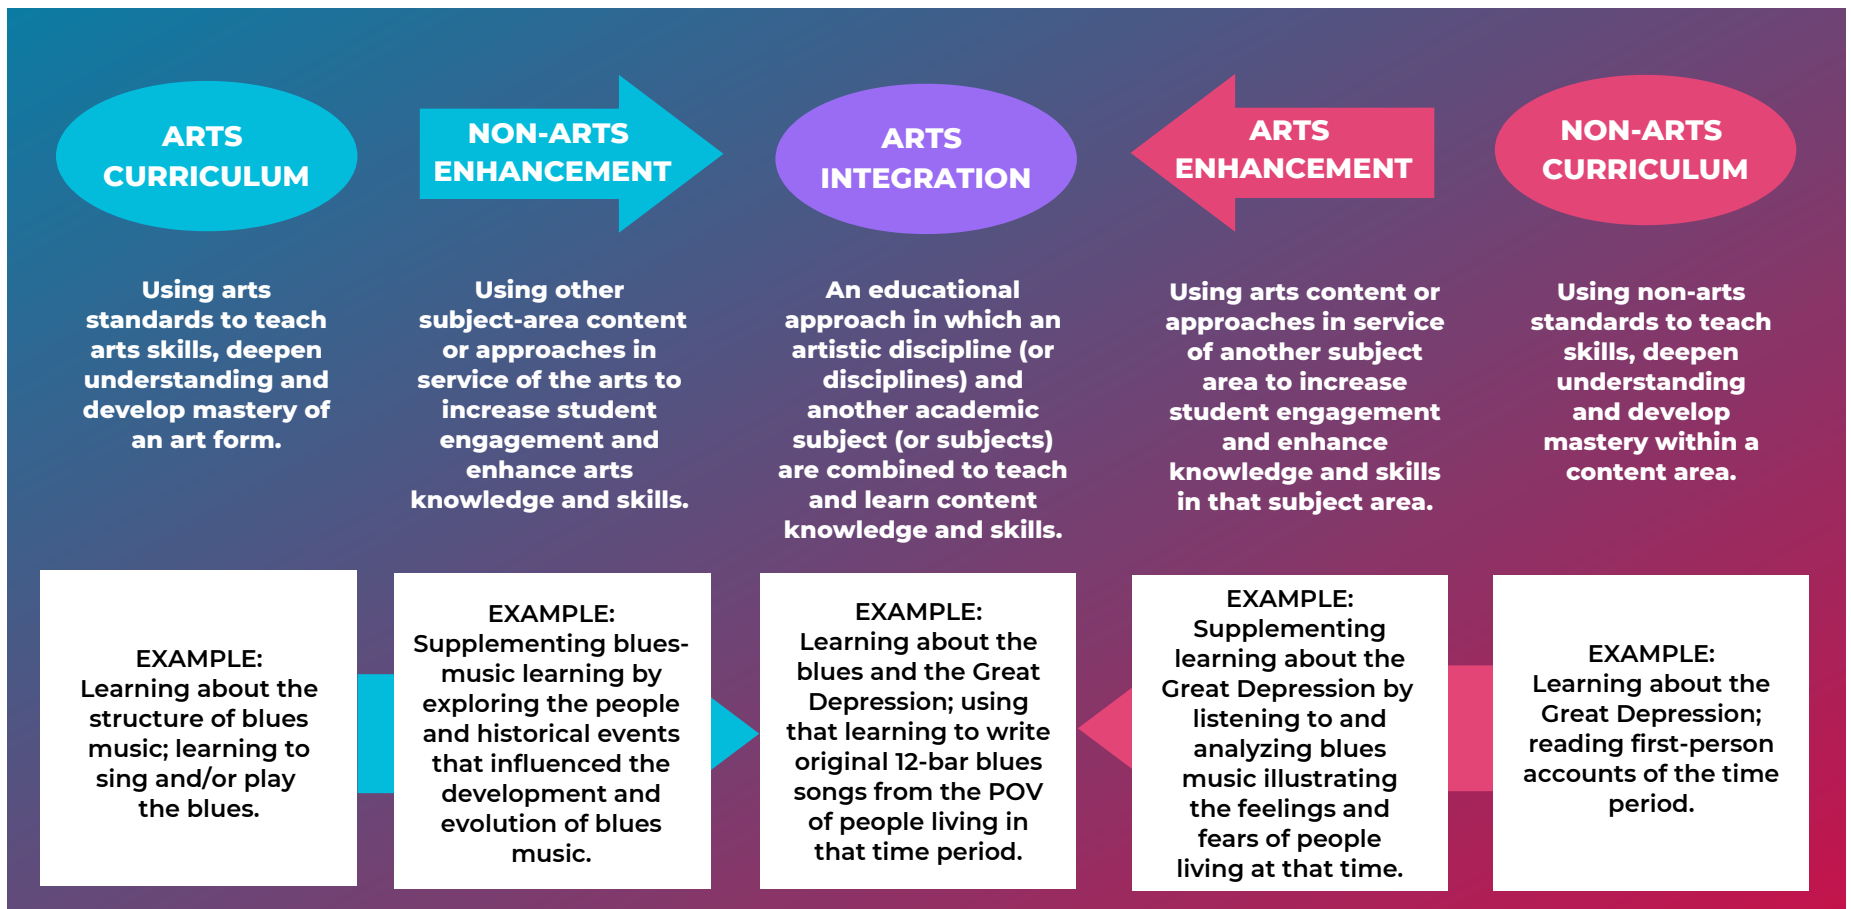 ARTS
CURRICULUM
NON-ARTS
ENHANCEMENT
ARTS
INTEGRATION
ARTS
ENHANCEMENT
NON-ARTS
CURRICULUM
Using arts
standards to teach
arts skills, deepen
understanding and
develop mastery of
an art form.
Using other
subject-area content
or approaches in
service of the arts to
increase student
engagement and
enhance arts
knowledge and skills.
An educational
approach in which an
artistic discipline (or
disciplines) and
another academic
subject (or subjects)
are combined to teach
and learn content
knowledge and skills.
Using arts content or
approaches in service
of another subject
area to increase
student engagement
and enhance
knowledge and skills
in that subject area.
Using non-arts
standards to teach
skills, deepen
understanding
and develop
mastery within a
content area.
EXAMPLE:
Learning about the
structure of blues
music; learning to
sing and/or play
the blues.
EXAMPLE:
Supplementing blues-
music learning by
exploring the people
and historical events
that influenced the
development and
evolution of blues
music.
EXAMPLE:
Learning about the
blues and the Great
Depression; using
that learning to write
original 12-bar blues
songs from the POV
of people living in
that time period.
EXAMPLE:
Supplementing
learning about the
Great Depression by
listening to and
analyzing blues
music illustrating
the feelings and
fears of people
living at that time.
EXAMPLE:
Learning about the
Great Depression;
reading first-person
accounts of the time
period.